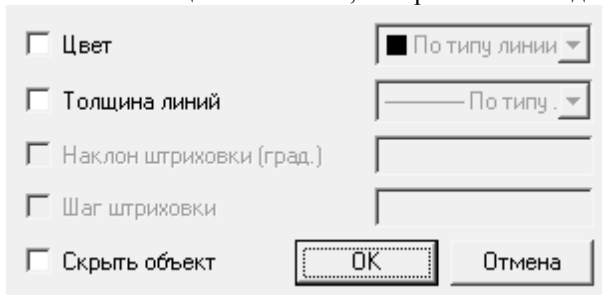 Цвет По типу линии
Толщина линий По типу .
Наклон штриховки (град.)
Шаг штриховки
Скрыть объект OK Отмена